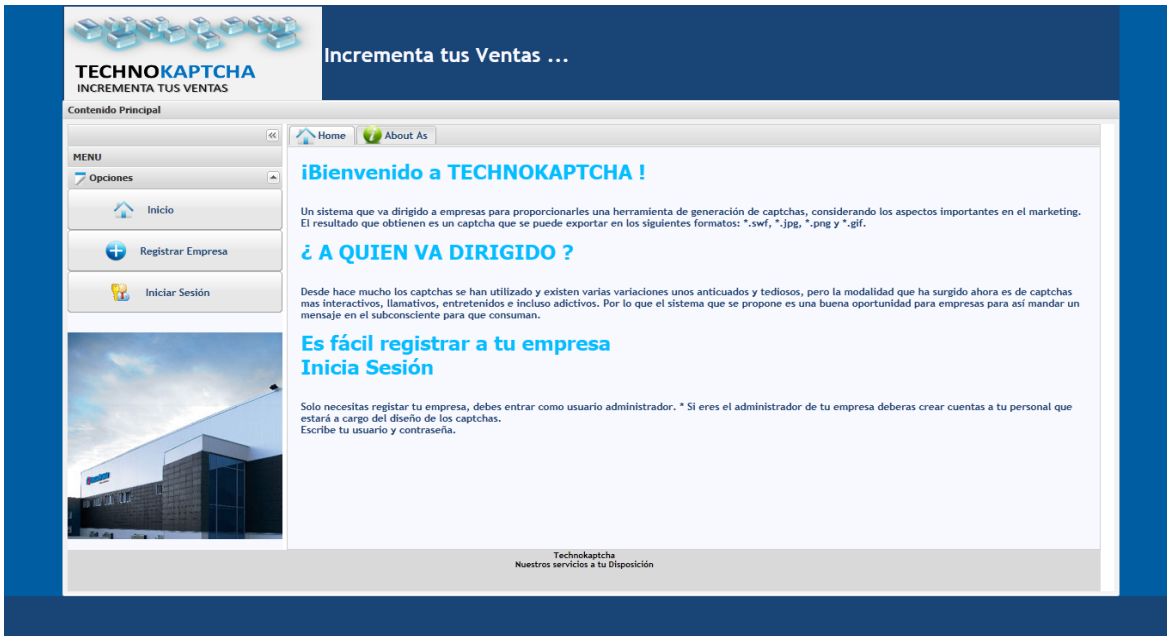 TECHNOKAPTCHA
INCREMENTA TUS VENTAS
Incrementa tus Ventas ...
Contenido Principal
MENU
Opciones
Inicio
Registrar Empresa
Iniciar Sesión
Home
About As
¡Bienvenido a TECHNOKAPTCHA !
Un sistema que va dirigido a empresas para proporcionarles una herramienta de generación de captchas, considerando los aspectos importantes en el marketing.
El resultado que obtienen es un captcha que se puede exportar en los siguientes formatos: *.swf, *.jpg, *.png y *.gif.
¿ A QUIEN VA DIRIGIDO ?
Desde hace mucho los captchas se han utilizado y existen varias variaciones unos anticuados y tediosos, pero la modalidad que ha surgido ahora es de captchas
mas interactivos, llamativos, entretenidos e incluso adictivos. Por lo que el sistema que se propone es una buena oportunidad para empresas para así mandar un
mensaje en el subconsciente para que consuman.
Es fácil registrar a tu empresa
Inicia Sesión
Solo necesitas registar tu empresa, debes entrar como usuario administrador. * Si eres el administrador de tu empresa deberas crear cuentas a tu personal que
estará a cargo del diseño de los captchas.
Escribe tu usuario y contraseña.
Technokaptcha
Nuestros servicios a tu Disposición